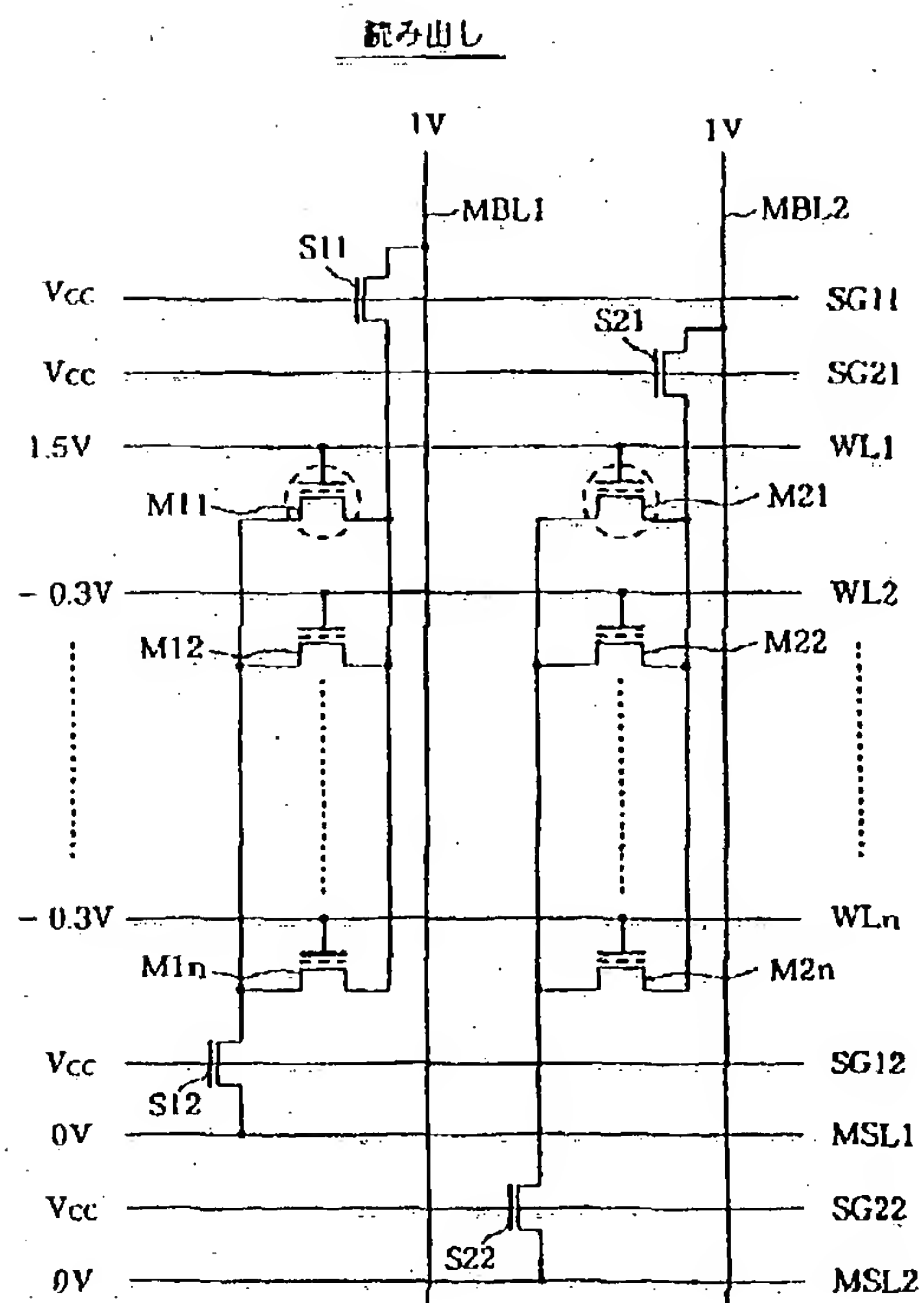 読み出し
1V 1V
MBL1 MBL2
S11
Vcc SG11
S21
Vcc SG21
1.5V WL1
M11 M21
- 0.3V WL2
M12 M22
- 0.3V WLn
M1n M2n
Vcc SG12
S12
0V MSL1
Vcc SG22
S22
0V MSL2